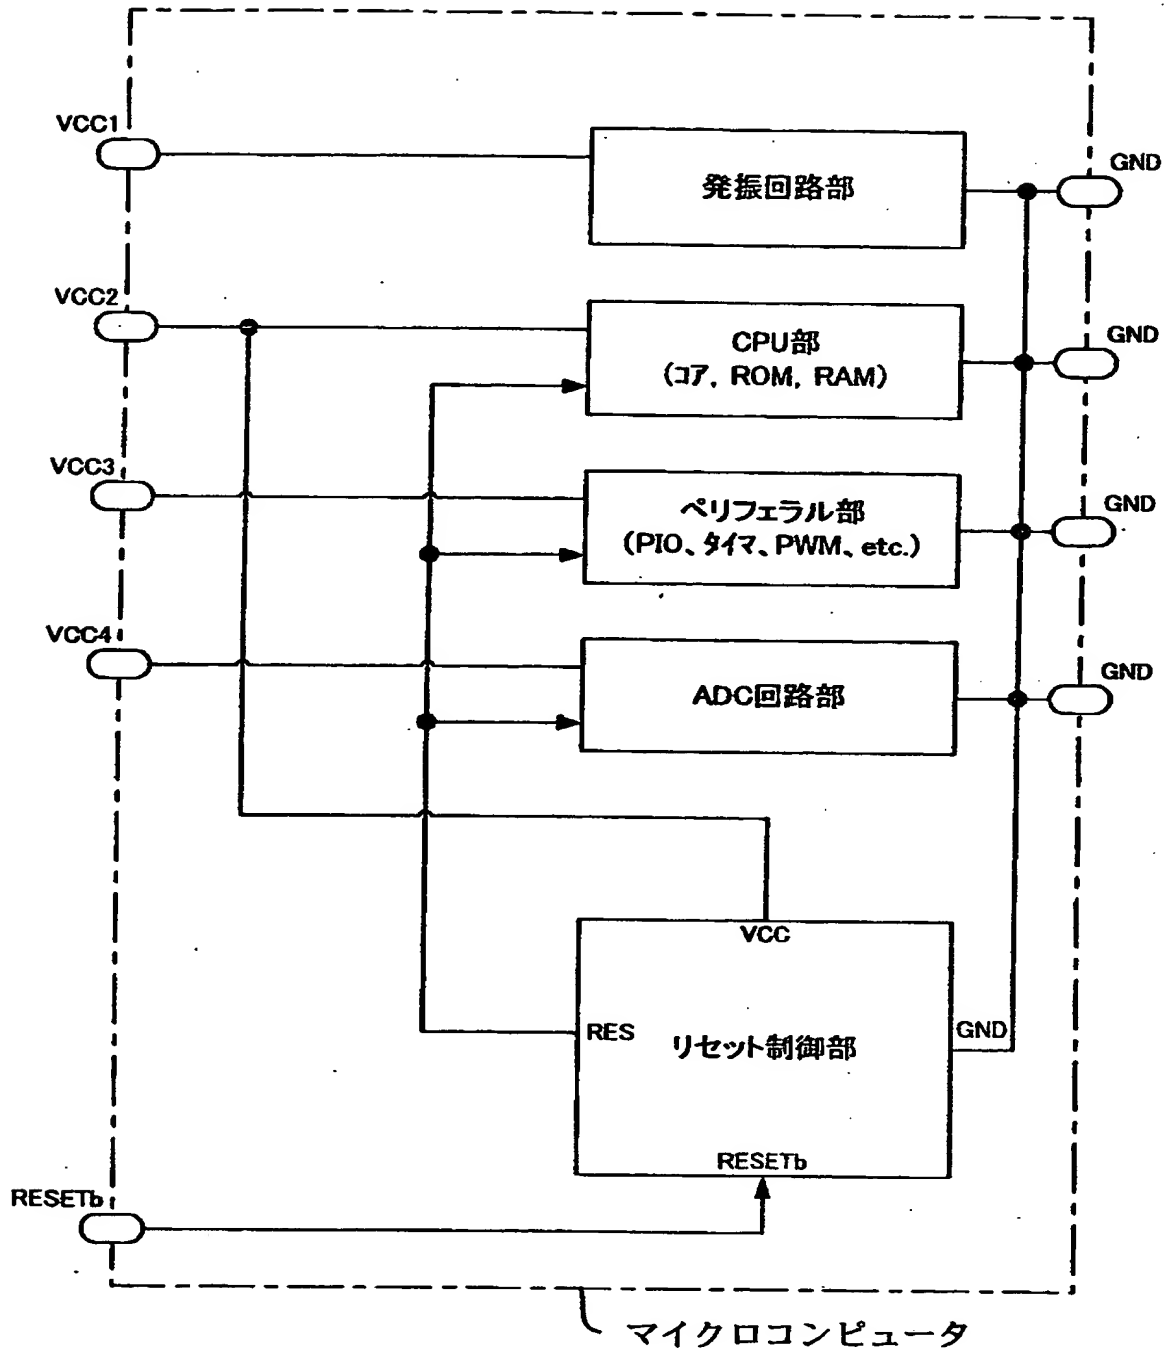 VCC1
発振回路部
GND
VCC2
CPU部
(コア, ROM, RAM)
GND
VCC3
ペリフェラル部
(PIO、タイマ、PWM、etc.)
GND
VCC4
ADC回路部
GND
VCC
RES
リセット制御部
GND
RESETb
RESETb
マイクロコンピュータ